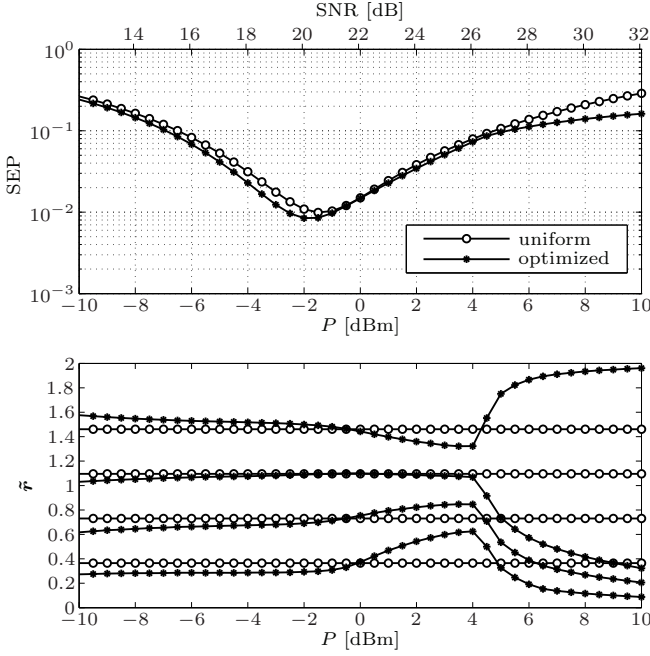 SNR [dB]
14 16 18 20 22 24 26 28 30 32
10^0
10^-1
10^-2
10^-3
SEP
uniform
optimized
−10 −8 −6 −4 −2 0 2 4 6 8 10
P [dBm]
2
1.8
1.6
1.4
1.2
1
0.8
0.6
0.4
0.2
0
r̃
−10 −8 −6 −4 −2 0 2 4 6 8 10
P [dBm]